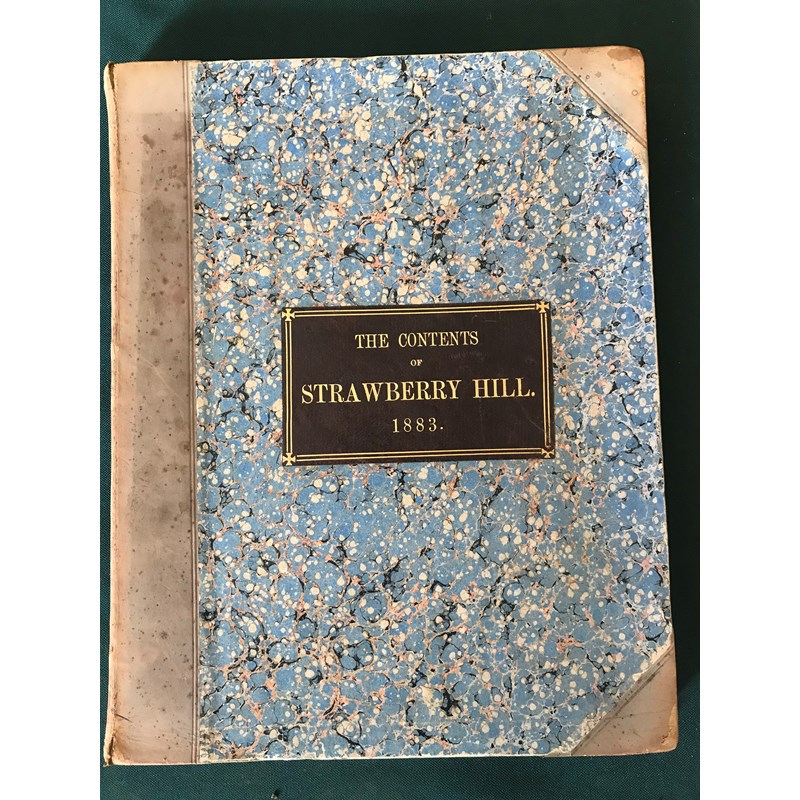 THE CONTENTS
OF
STRAWBERRY HILL.
1883.